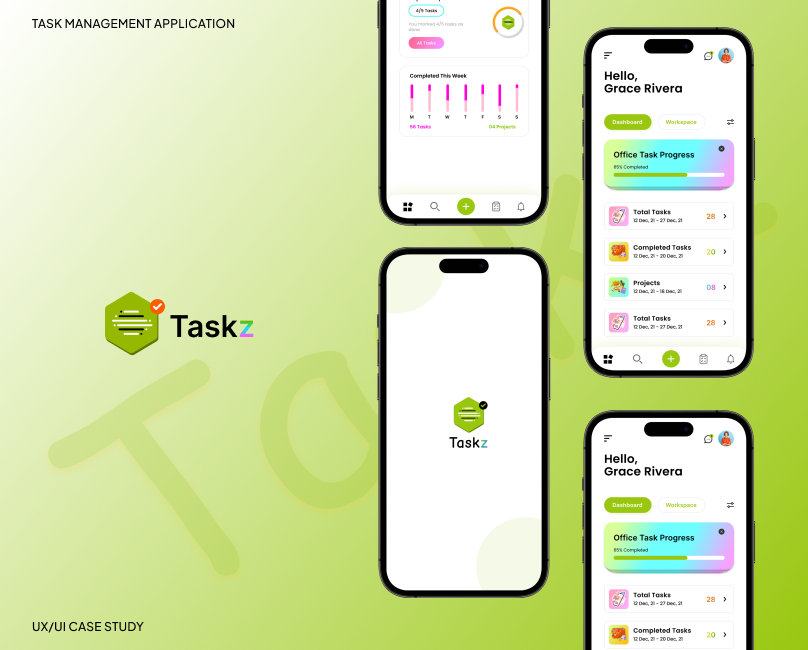 TASK MANAGEMENT APPLICATION
Taskz
UX/UI CASE STUDY
4/5 Tasks
You marked 4/5 tasks as
done
All Tasks
Completed This Week
M T W T F S S
56 Tasks 04 Projects
Taskz
Hello,
Grace Rivera
Dashboard Workspace
Office Task Progress
65% Completed
Total Tasks
12 Dec, 21 - 27 Dec, 21
28
Completed Tasks
12 Dec, 21 - 20 Dec, 21
20
Projects
12 Dec, 21 - 18 Dec, 21
08
Total Tasks
12 Dec, 21 - 27 Dec, 21
28
Hello,
Grace Rivera
Dashboard Workspace
Office Task Progress
65% Completed
Total Tasks
12 Dec, 21 - 27 Dec, 21
28
Completed Tasks
12 Dec, 21 - 20 Dec, 21
20